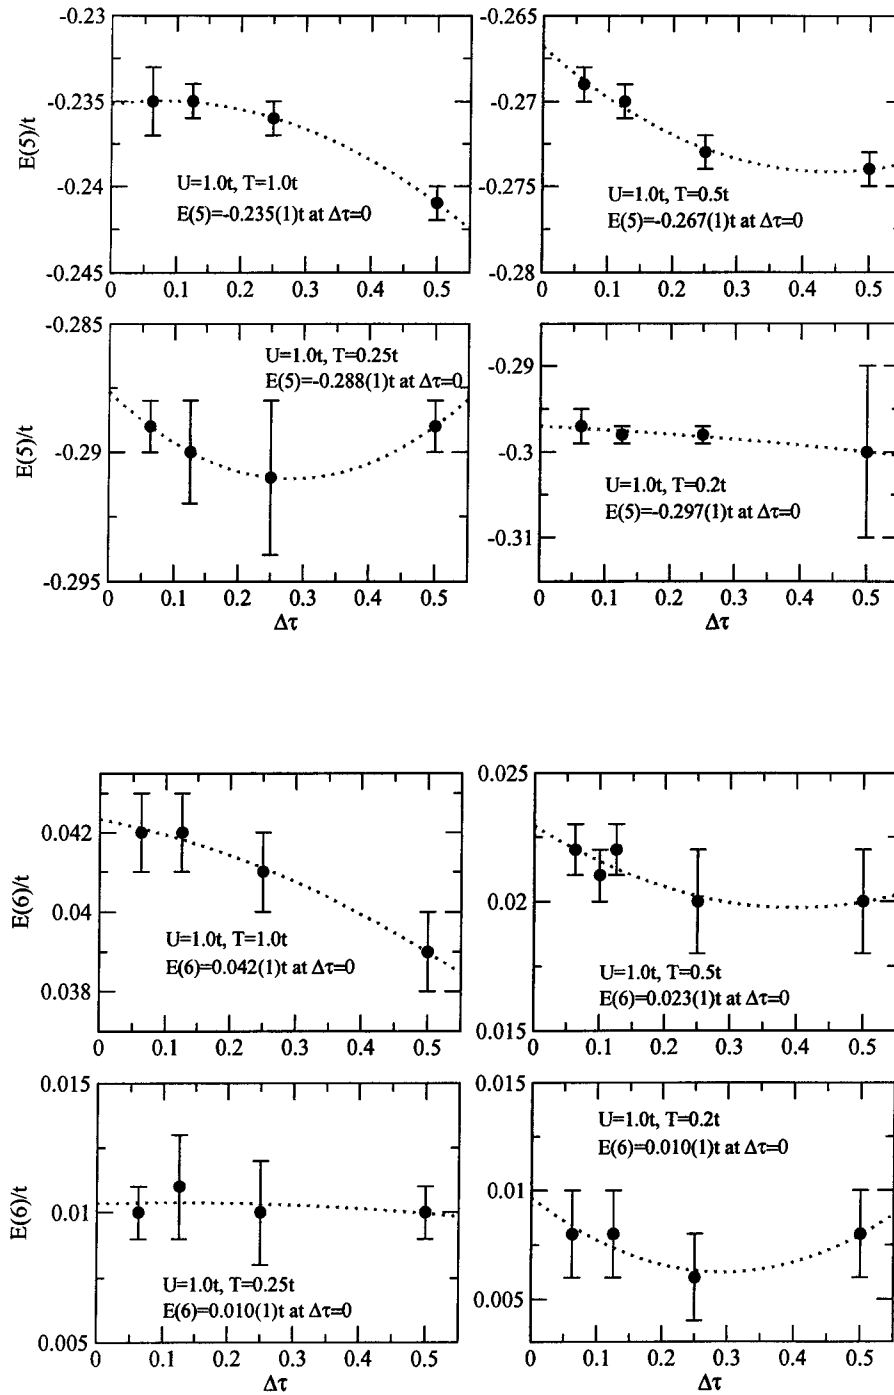 -0.23
-0.235
-0.24
-0.245
E(5)/t
U=1.0t, T=1.0t
E(5)=-0.235(1)t at Δτ=0
0 0.1 0.2 0.3 0.4 0.5
-0.265
-0.27
-0.275
-0.28
U=1.0t, T=0.5t
E(5)=-0.267(1)t at Δτ=0
0 0.1 0.2 0.3 0.4 0.5
-0.285
-0.29
-0.295
E(5)/t
U=1.0t, T=0.25t
E(5)=-0.288(1)t at Δτ=0
0 0.1 0.2 0.3 0.4 0.5
Δτ
-0.29
-0.3
-0.31
U=1.0t, T=0.2t
E(5)=-0.297(1)t at Δτ=0
0 0.1 0.2 0.3 0.4 0.5
Δτ
0.042
0.04
0.038
E(6)/t
U=1.0t, T=1.0t
E(6)=0.042(1)t at Δτ=0
0 0.1 0.2 0.3 0.4 0.5
0.025
0.02
0.015
U=1.0t, T=0.5t
E(6)=0.023(1)t at Δτ=0
0 0.1 0.2 0.3 0.4 0.5
0.015
0.01
0.005
E(6)/t
U=1.0t, T=0.25t
E(6)=0.010(1)t at Δτ=0
0 0.1 0.2 0.3 0.4 0.5
Δτ
0.015
0.01
0.005
U=1.0t, T=0.2t
E(6)=0.010(1)t at Δτ=0
0 0.1 0.2 0.3 0.4 0.5
Δτ